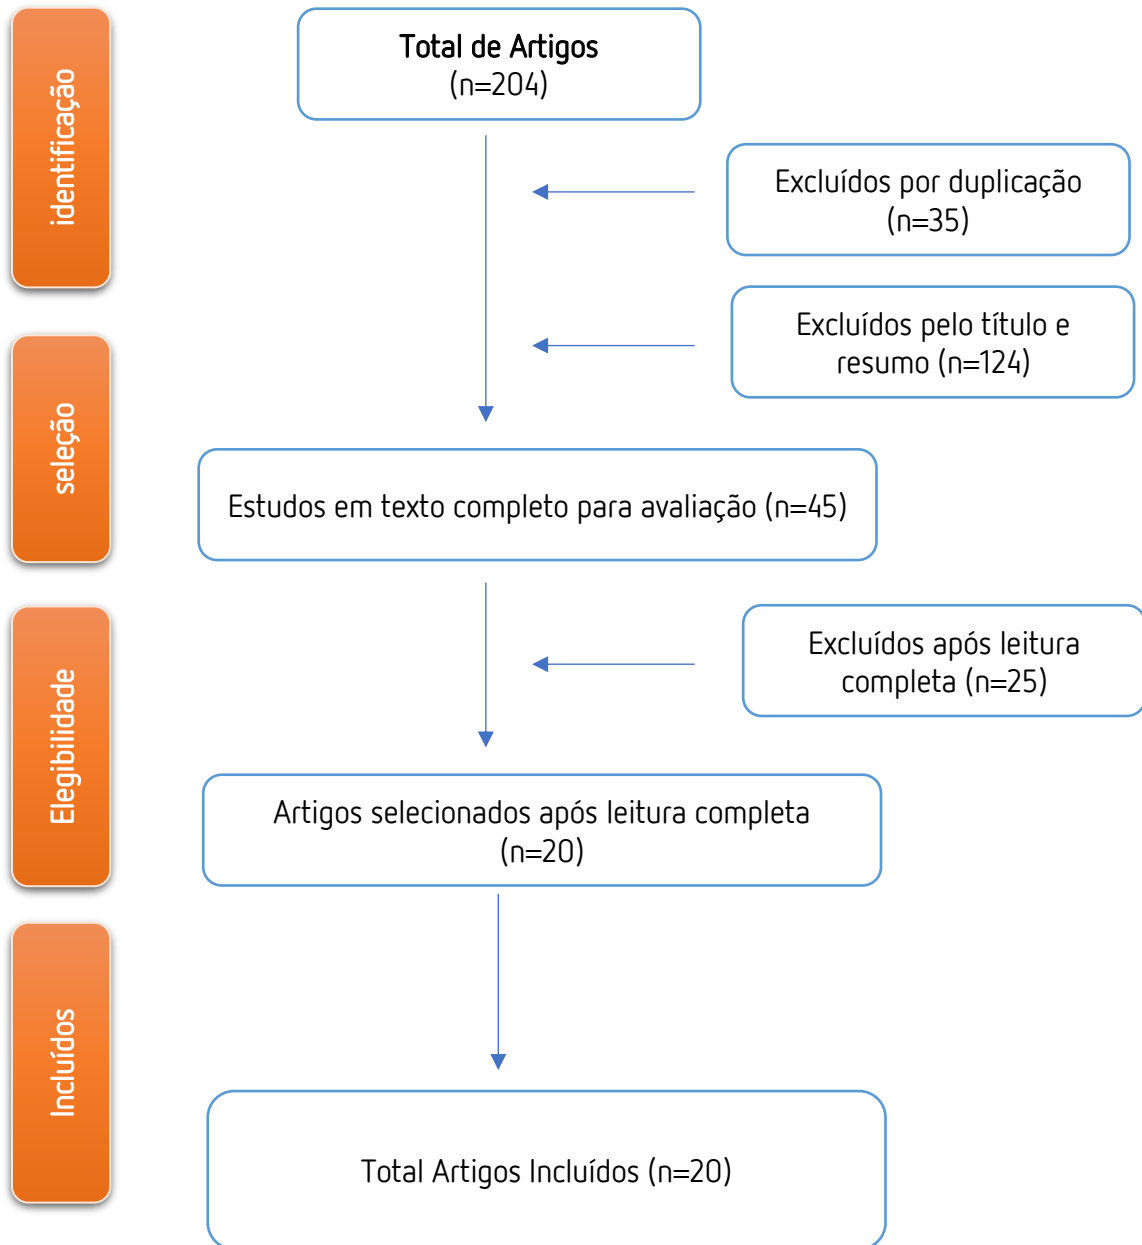 identificação
Total de Artigos
(n=204)
Excluídos por duplicação
(n=35)
Excluídos pelo título e
resumo (n=124)
seleção
Estudos em texto completo para avaliação (n=45)
Elegibilidade
Excluídos após leitura
completa (n=25)
Artigos selecionados após leitura completa
(n=20)
Incluídos
Total Artigos Incluídos (n=20)